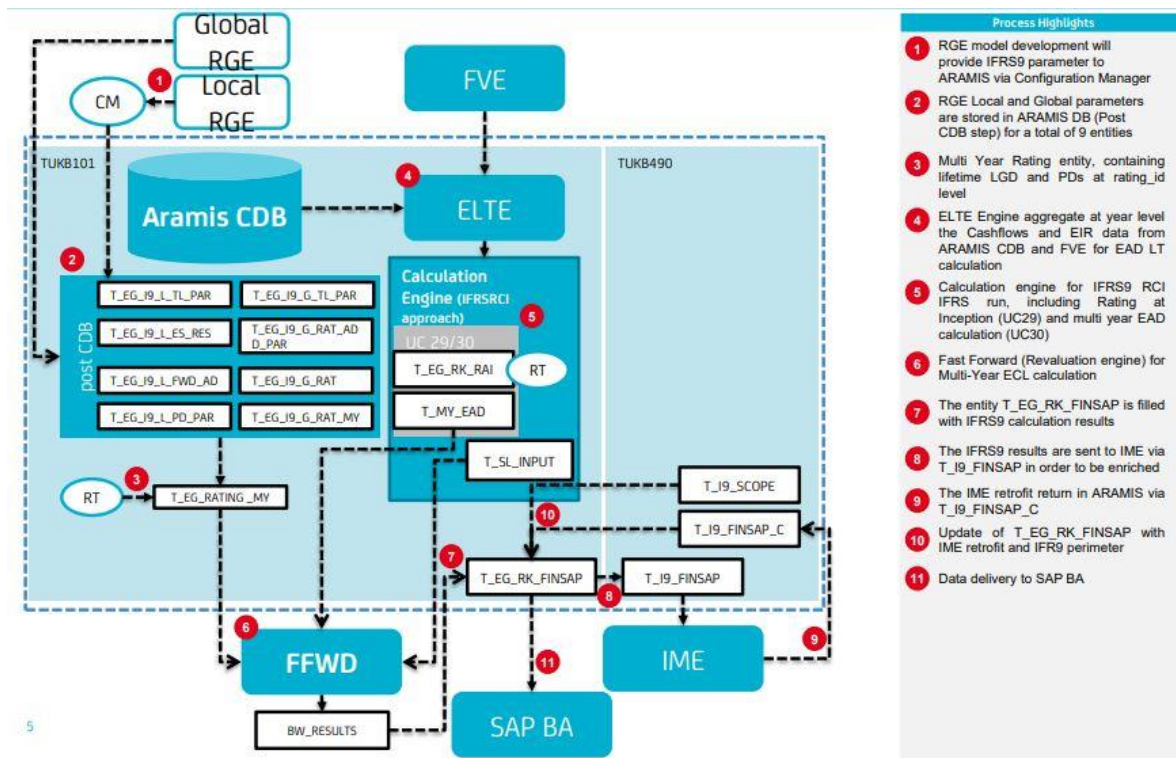 Global
RGE
Local
RGE
1
CM
FVE
TUKB101
TUKB490
Aramis CDB
4
ELTE
2
post CDB
T_EG_I9_L_TL_PAR
T_EG_I9_G_TL_PAR
T_EG_I9_L_ES_RES
T_EG_I9_G_RAT_AD
D_PAR
T_EG_I9_L_FWD_AD
T_EG_I9_G_RAT
T_EG_I9_L_PD_PAR
T_EG_I9_G_RAT_MY
Calculation
Engine (IFRSRCI
approach)
5
UC 29/30
T_EG_RK_RAI
RT
T_MY_EAD
T_SL_INPUT
RT
3
T_EG_RATING _MY
T_I9_SCOPE
10
T_I9_FINSAP_C
7
T_EG_RK_FINSAP
8
T_I9_FINSAP
6
FFWD
11
IME
9
BW_RESULTS
SAP BA
5
Process Highlights
1 RGE model development will
provide IFRS9 parameter to
ARAMIS via Configuration Manager
2 RGE Local and Global parameters
are stored in ARAMIS DB (Post
CDB step) for a total of 9 entities
3 Multi Year Rating entity, containing
lifetime LGD and PDs at rating_id
level
4 ELTE Engine aggregate at year level
the Cashflows and EIR data from
ARAMIS CDB and FVE for EAD LT
calculation
5 Calculation engine for IFRS9 RCI
IFRS run, including Rating at
Inception (UC29) and multi year EAD
calculation (UC30)
6 Fast Forward (Revaluation engine) for
Multi-Year ECL calculation
7 The entity T_EG_RK_FINSAP is filled
with IFRS9 calculation results
8 The IFRS9 results are sent to IME via
T_I9_FINSAP in order to be enriched
9 The IME retrofit return in ARAMIS via
T_I9_FINSAP_C
10 Update of T_EG_RK_FINSAP with
IME retrofit and IFR9 perimeter
11 Data delivery to SAP BA